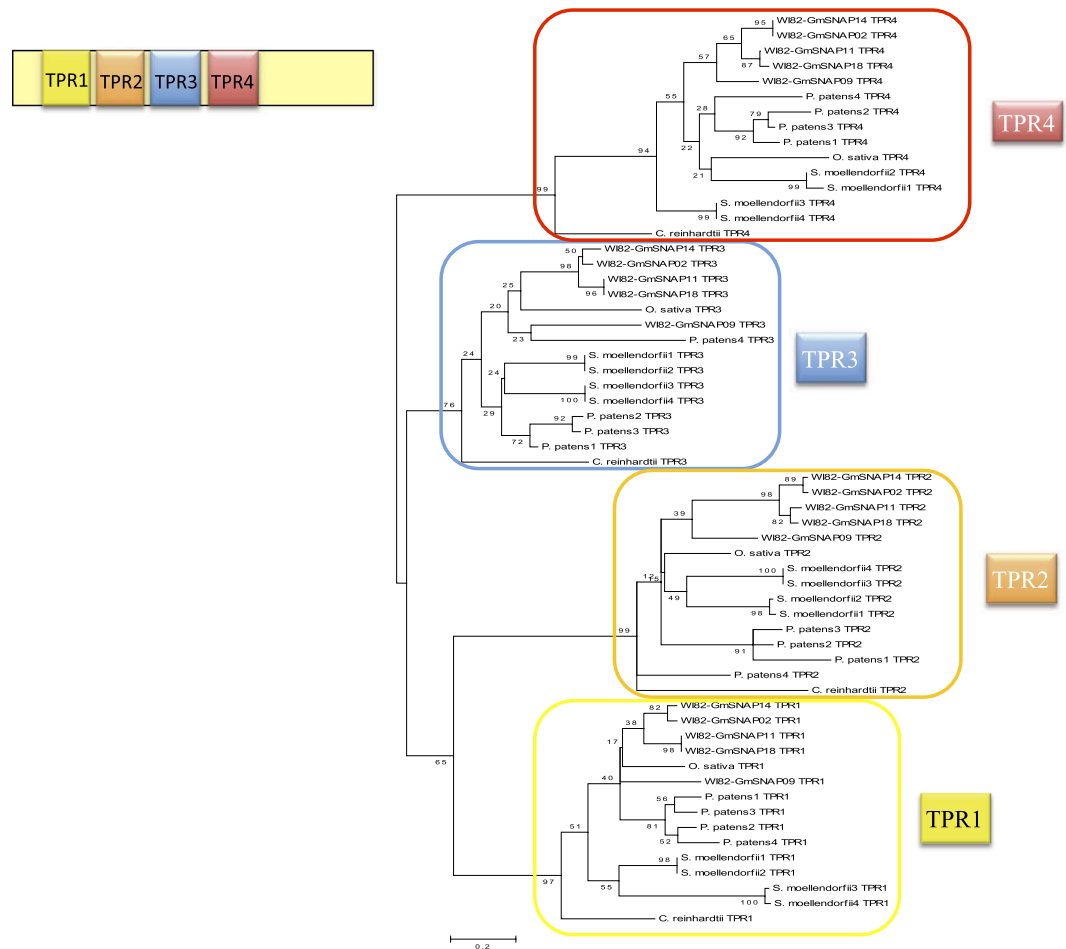 TPR1 TPR2 TPR3 TPR4
95
WI82-GmSNAP14 TPR4
WI82-GmSNAP02 TPR4
65
WI82-GmSNAP11 TPR4
57
87
WI82-GmSNAP18 TPR4
WI82-GmSNAP09 TPR4
55
P. patens4 TPR4
28
P. patens2 TPR4
79
P. patens3 TPR4
92
P. patens1 TPR4
22
94
O. sativa TPR4
21
S. moellendorfii2 TPR4
99
S. moellendorfii1 TPR4
99
S. moellendorfii3 TPR4
99
S. moellendorfii4 TPR4
C. reinhardtii TPR4
TPR4
50
WI82-GmSNAP14 TPR3
98
WI82-GmSNAP02 TPR3
WI82-GmSNAP11 TPR3
25
96
WI82-GmSNAP18 TPR3
20
O. sativa TPR3
WI82-GmSNAP09 TPR3
23
P. patens4 TPR3
24
S. moellendorfii1 TPR3
99
S. moellendorfii2 TPR3
24
S. moellendorfii3 TPR3
100
S. moellendorfii4 TPR3
29
P. patens2 TPR3
92
76
P. patens3 TPR3
72
P. patens1 TPR3
C. reinhardtii TPR3
TPR3
WI82-GmSNAP14 TPR2
89
WI82-GmSNAP02 TPR2
98
WI82-GmSNAP11 TPR2
39
82
WI82-GmSNAP18 TPR2
WI82-GmSNAP09 TPR2
O. sativa TPR2
S. moellendorfii4 TPR2
12
15
100
S. moellendorfii3 TPR2
49
S. moellendorfii2 TPR2
98
S. moellendorfii1 TPR2
99
P. patens3 TPR2
P. patens2 TPR2
91
P. patens1 TPR2
P. patens4 TPR2
C. reinhardtii TPR2
TPR2
82
WI82-GmSNAP14 TPR1
38
WI82-GmSNAP02 TPR1
WI82-GmSNAP11 TPR1
17
98
WI82-GmSNAP18 TPR1
65
O. sativa TPR1
40
WI82-GmSNAP09 TPR1
P. patens1 TPR1
56
P. patens3 TPR1
81
P. patens2 TPR1
51
52
P. patens4 TPR1
S. moellendorfii1 TPR1
98
S. moellendorfii2 TPR1
55
97
S. moellendorfii3 TPR1
100
S. moellendorfii4 TPR1
C. reinhardtii TPR1
TPR1
0.2